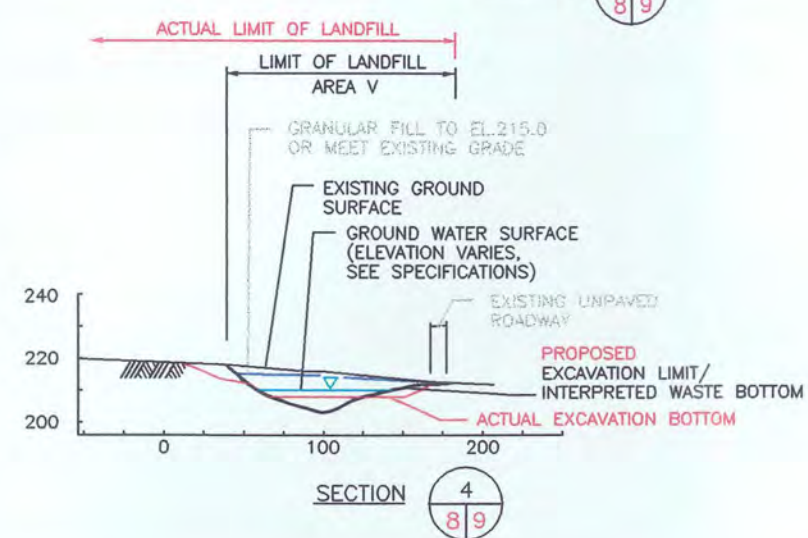 8 9
ACTUAL LIMIT OF LANDFILL
LIMIT OF LANDFILL
AREA V
GRANULAR FILL TO EL.215.0
OR MEET EXISTING GRADE
EXISTING GROUND
SURFACE
GROUND WATER SURFACE
(ELEVATION VARIES,
SEE SPECIFICATIONS)
EXISTING UNPAVED
ROADWAY
240
220
200
PROPOSED
EXCAVATION LIMIT/
INTERPRETED WASTE BOTTOM
ACTUAL EXCAVATION BOTTOM
0 100 200
SECTION 4
8 9